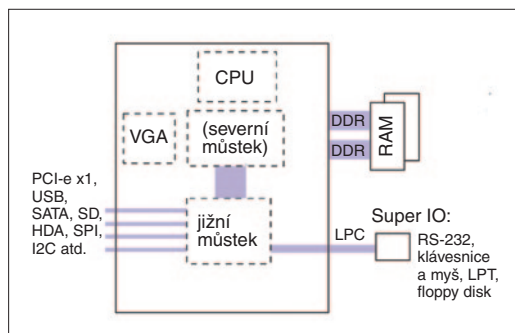 CPU
VGA
(severní
můstek)
DDR
DDR
RAM
PCI-e x1,
USB,
SATA, SD,
HDA, SPI,
I2C atd.
jižní
můstek
LPC
Super IO:
RS-232,
klávesnice
a myš, LPT,
floppy disk